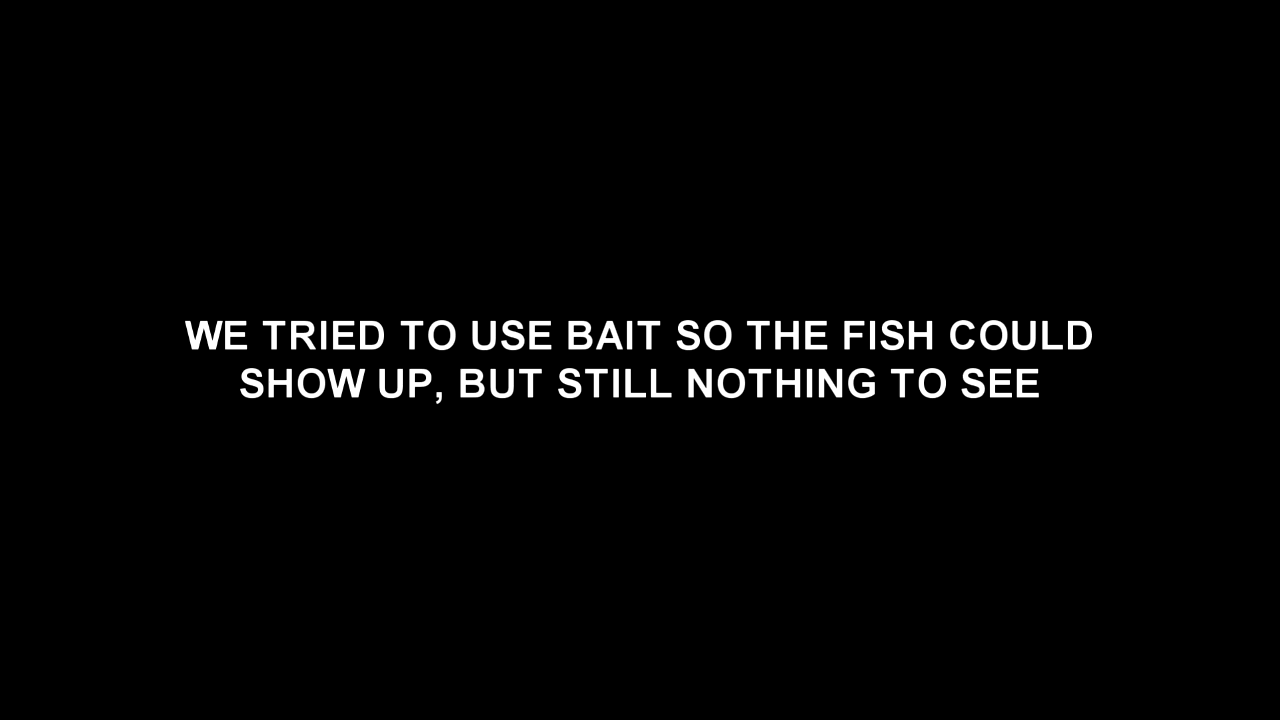 WE TRIED TO USE BAIT SO THE FISH COULD
SHOW UP, BUT STILL NOTHING TO SEE